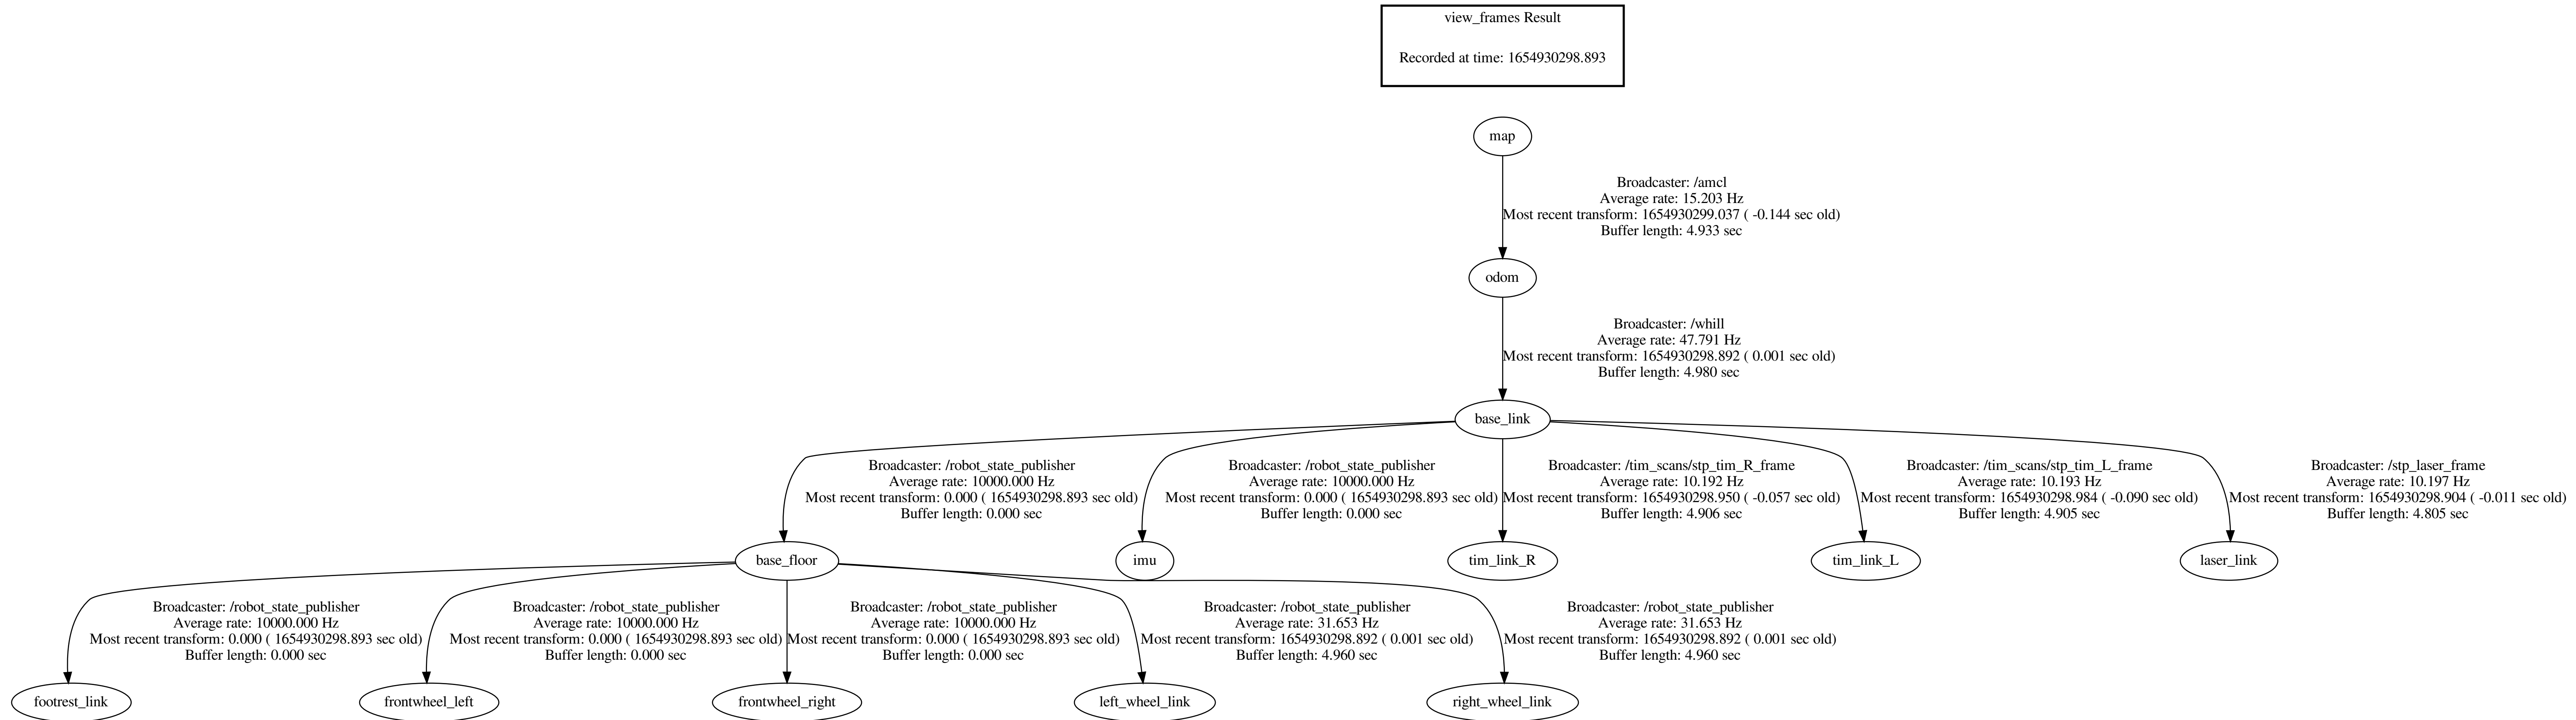 view_frames Result
Recorded at time: 1654930298.893
map
Broadcaster: /amcl
Average rate: 15.203 Hz
Most recent transform: 1654930299.037 ( -0.144 sec old)
Buffer length: 4.933 sec
odom
Broadcaster: /whill
Average rate: 47.791 Hz
Most recent transform: 1654930298.892 ( 0.001 sec old)
Buffer length: 4.980 sec
base_link
Broadcaster: /robot_state_publisher
Average rate: 10000.000 Hz
Most recent transform: 0.000 ( 1654930298.893 sec old)
Buffer length: 0.000 sec
Broadcaster: /robot_state_publisher
Average rate: 10000.000 Hz
Most recent transform: 0.000 ( 1654930298.893 sec old)
Buffer length: 0.000 sec
Broadcaster: /tim_scans/stp_tim_R_frame
Average rate: 10.192 Hz
Most recent transform: 1654930298.950 ( -0.057 sec old)
Buffer length: 4.906 sec
Broadcaster: /tim_scans/stp_tim_L_frame
Average rate: 10.193 Hz
Most recent transform: 1654930298.984 ( -0.090 sec old)
Buffer length: 4.905 sec
Broadcaster: /stp_laser_frame
Average rate: 10.197 Hz
Most recent transform: 1654930298.904 ( -0.011 sec old)
Buffer length: 4.805 sec
base_floor
imu
tim_link_R
tim_link_L
laser_link
Broadcaster: /robot_state_publisher
Average rate: 10000.000 Hz
Most recent transform: 0.000 ( 1654930298.893 sec old)
Buffer length: 0.000 sec
Broadcaster: /robot_state_publisher
Average rate: 10000.000 Hz
Most recent transform: 0.000 ( 1654930298.893 sec old)
Buffer length: 0.000 sec
Broadcaster: /robot_state_publisher
Average rate: 10000.000 Hz
Most recent transform: 0.000 ( 1654930298.893 sec old)
Buffer length: 0.000 sec
Broadcaster: /robot_state_publisher
Average rate: 31.653 Hz
Most recent transform: 1654930298.892 ( 0.001 sec old)
Buffer length: 4.960 sec
Broadcaster: /robot_state_publisher
Average rate: 31.653 Hz
Most recent transform: 1654930298.892 ( 0.001 sec old)
Buffer length: 4.960 sec
footrest_link
frontwheel_left
frontwheel_right
left_wheel_link
right_wheel_link